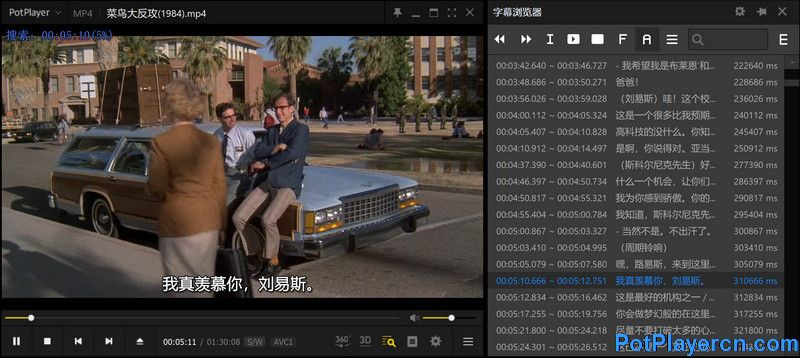 PotPlayer MP4 菜鸟大反攻(1984).mp4
搜索: 00:05:10(5%)
我真羡慕你，刘易斯。
00:05:11 / 01:30:08 S/W AVC1 360° 3D
字幕浏览器
I F A E
00:03:42.640 ~ 00:03:46.727 - 我希望我是布莱恩'和... 222640 ms
00:03:48.686 ~ 00:03:50.271 爸爸！ 228686 ms
00:03:56.026 ~ 00:03:59.028 （刘易斯）哇！这个校... 236026 ms
00:04:00.112 ~ 00:04:05.324 这是一个很多比我预期... 240112 ms
00:04:05.407 ~ 00:04:10.828 高科技的没什么。你知... 245407 ms
00:04:10.912 ~ 00:04:14.497 是啊，你说得对。亚当... 250912 ms
00:04:37.390 ~ 00:04:40.601 （斯科尔尼克先生）好... 277390 ms
00:04:46.397 ~ 00:04:50.734 什么一个机会，让你们... 286397 ms
00:04:50.817 ~ 00:04:55.321 我为你感到骄傲。你的... 290817 ms
00:04:55.404 ~ 00:05:00.784 我知道，斯科尔尼克先... 295404 ms
00:05:00.867 ~ 00:05:03.327 - 当然不是。不出汗了。 300867 ms
00:05:03.410 ~ 00:05:04.995 （周期铃响） 303410 ms
00:05:05.079 ~ 00:05:07.580 嘿，路易斯，来到这里... 305079 ms
00:05:10.666 ~ 00:05:12.751 我真羡慕你，刘易斯。 310666 ms
00:05:12.834 ~ 00:05:16.462 这是最好的机构之一 /... 312834 ms
00:05:17.255 ~ 00:05:19.756 你会做梦幻般的在这里... 317255 ms
00:05:21.800 ~ 00:05:24.218 尽量不要打破太多的心... 321800 ms
00:05:24.301 ~ 00:05:26.512
PotPlayercn.com